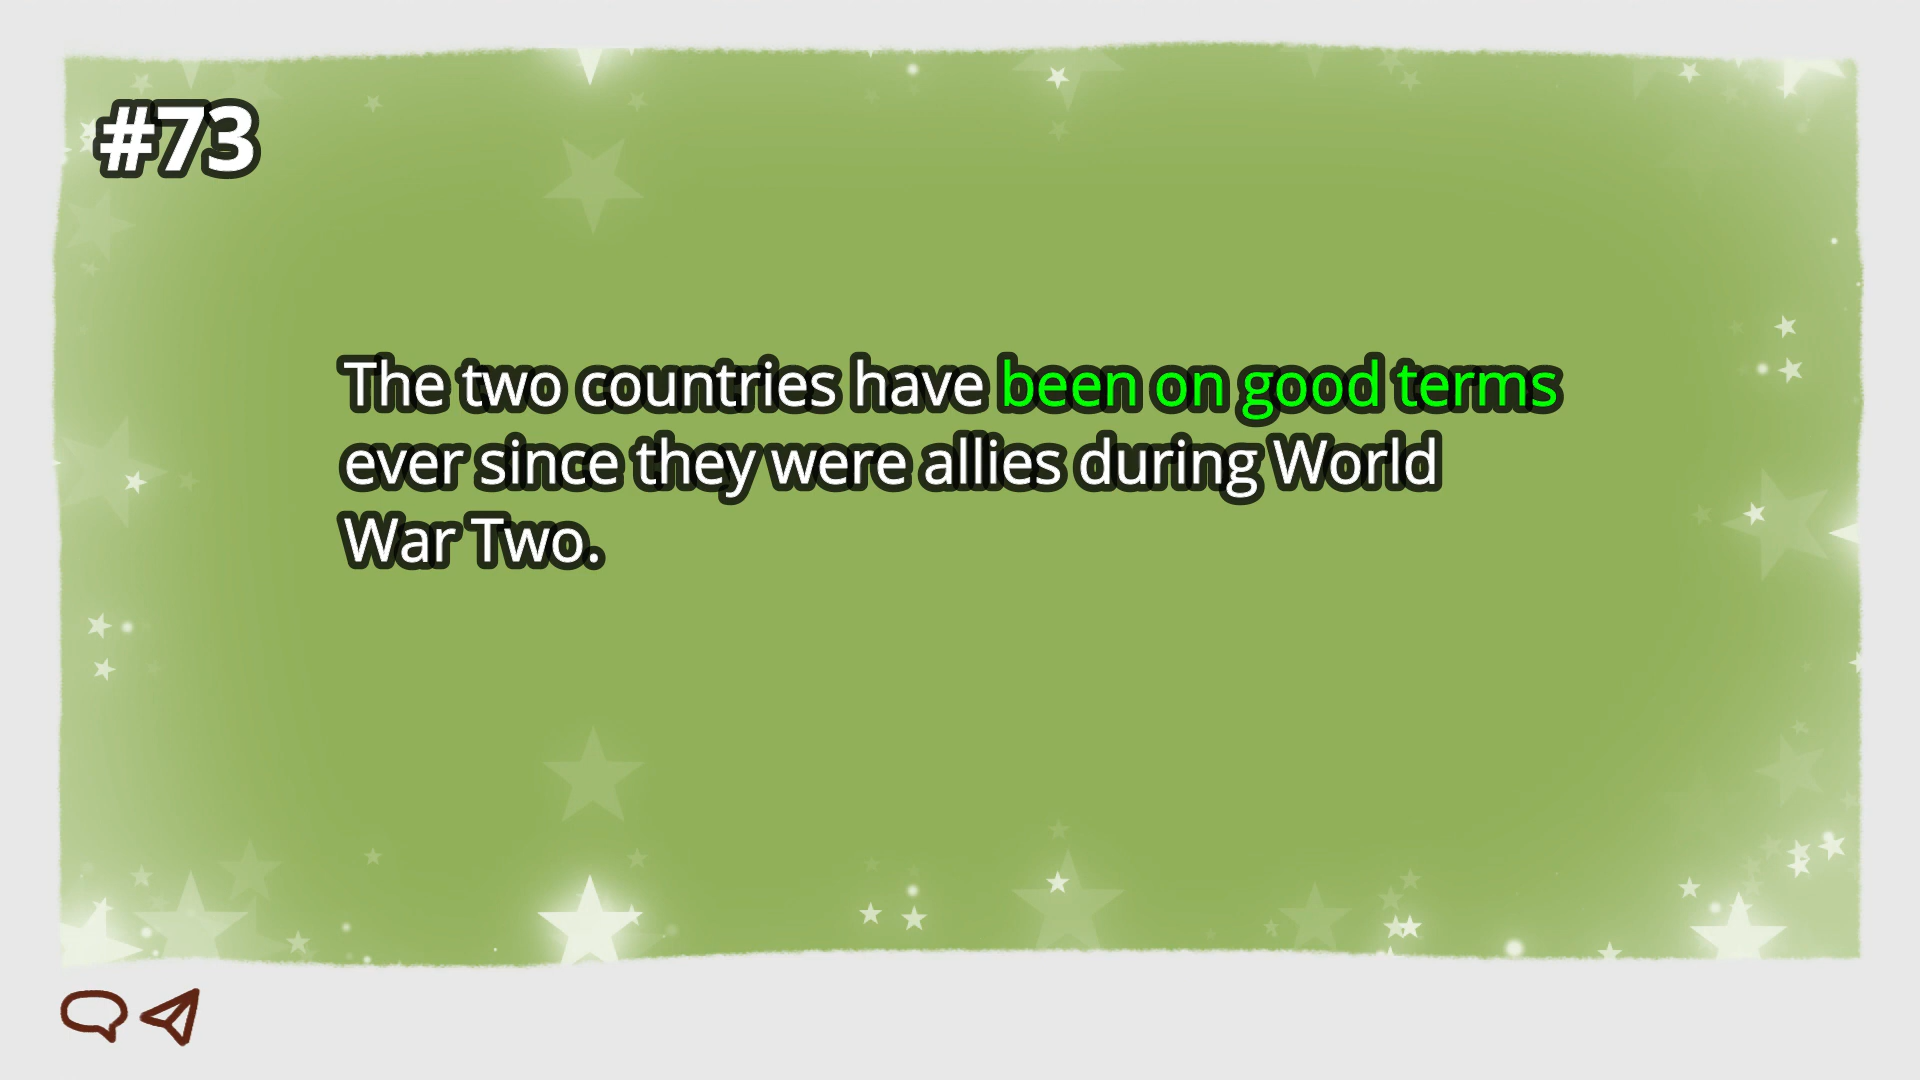 #73
The two countries have been on good terms
ever since they were allies during World
War Two.